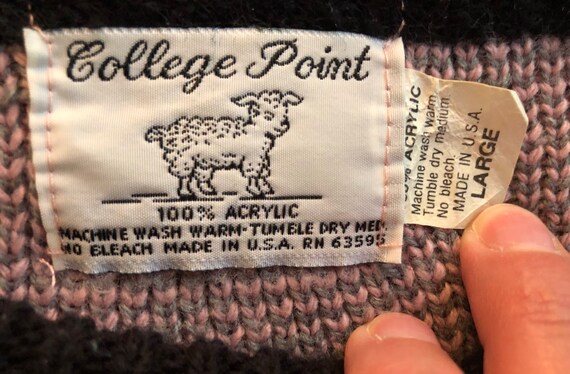 College Point
100% ACRYLIC
MACHINE WASH WARM-TUMBLE DRY MED
NO BLEACH MADE IN U.S.A. RN 63595
ACRYLIC
Machine wash warm
Tumble dry medium
No bleach.
MADE IN U.S.A.
LARGE